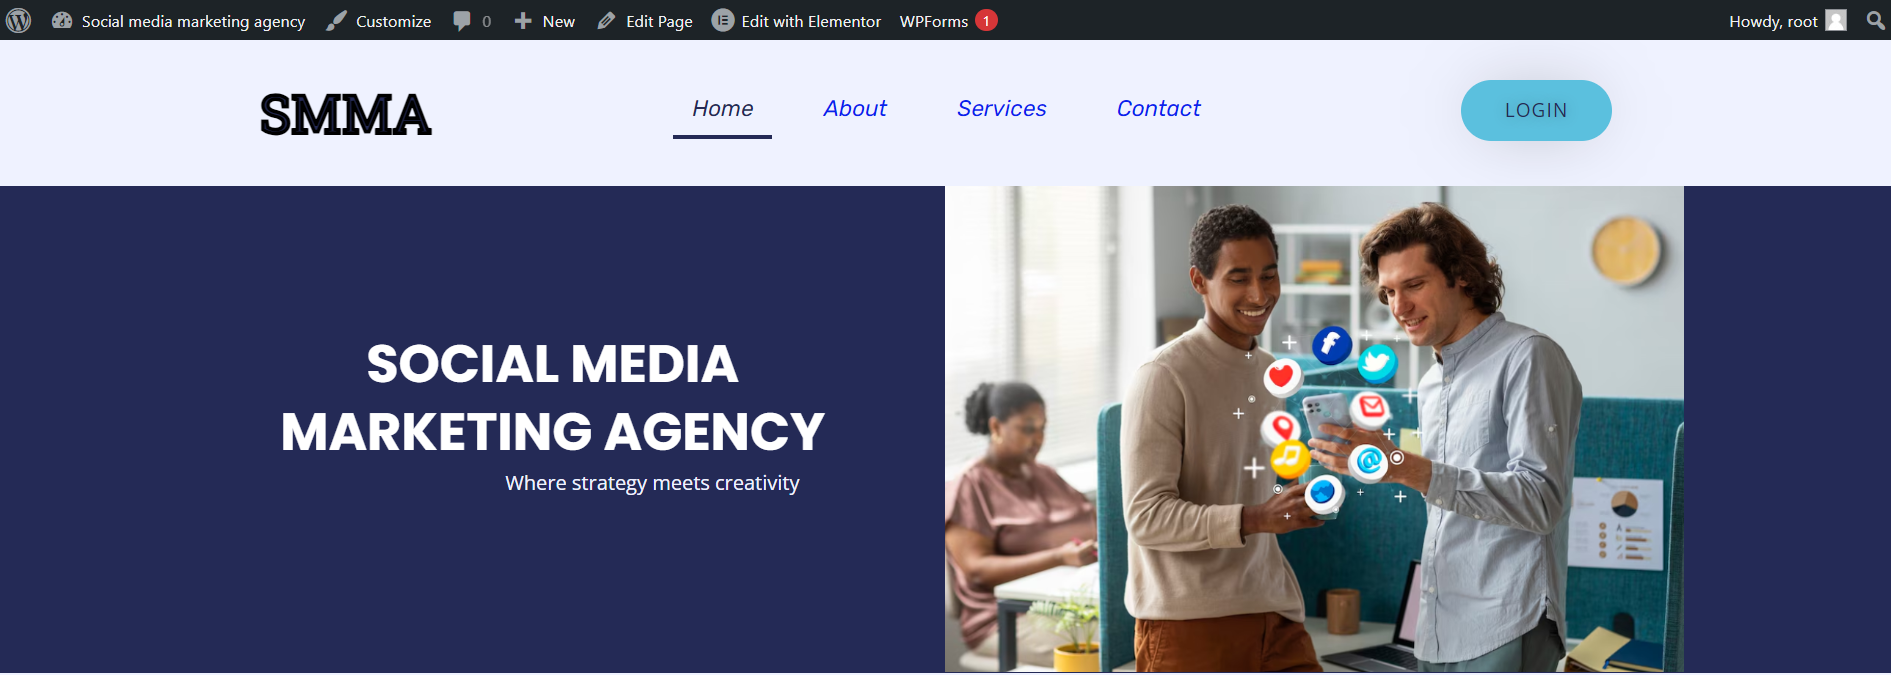 Social media marketing agency Customize 0 New Edit Page Edit with Elementor WPForms 1 Howdy, root
SMMA Home About Services Contact LOGIN
SOCIAL MEDIA
MARKETING AGENCY
Where strategy meets creativity